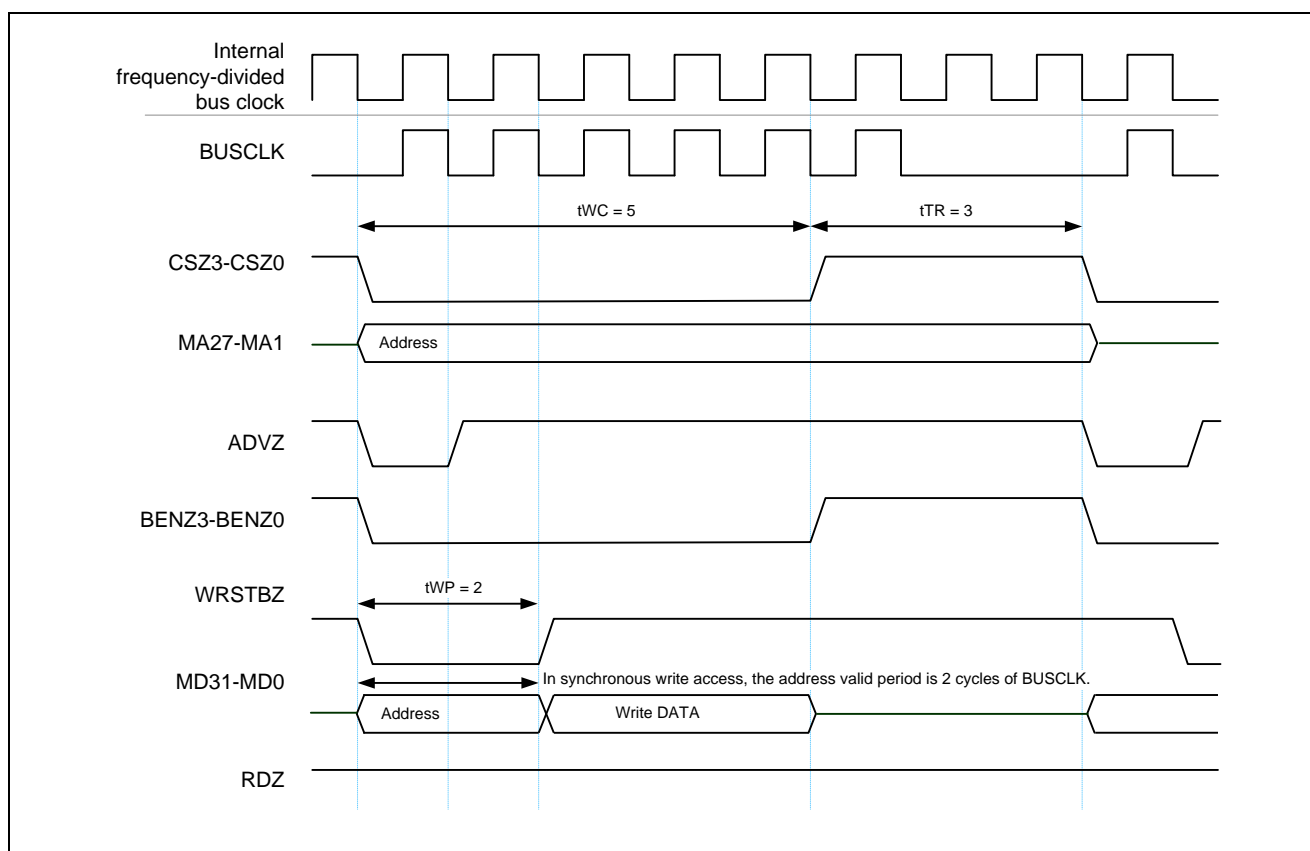 Internal
frequency-divided
bus clock
BUSCLK
tWC = 5
tTR = 3
CSZ3-CSZ0
MA27-MA1
Address
ADVZ
BENZ3-BENZ0
WRSTBZ
tWP = 2
MD31-MD0
In synchronous write access, the address valid period is 2 cycles of BUSCLK.
Address
Write DATA
RDZ